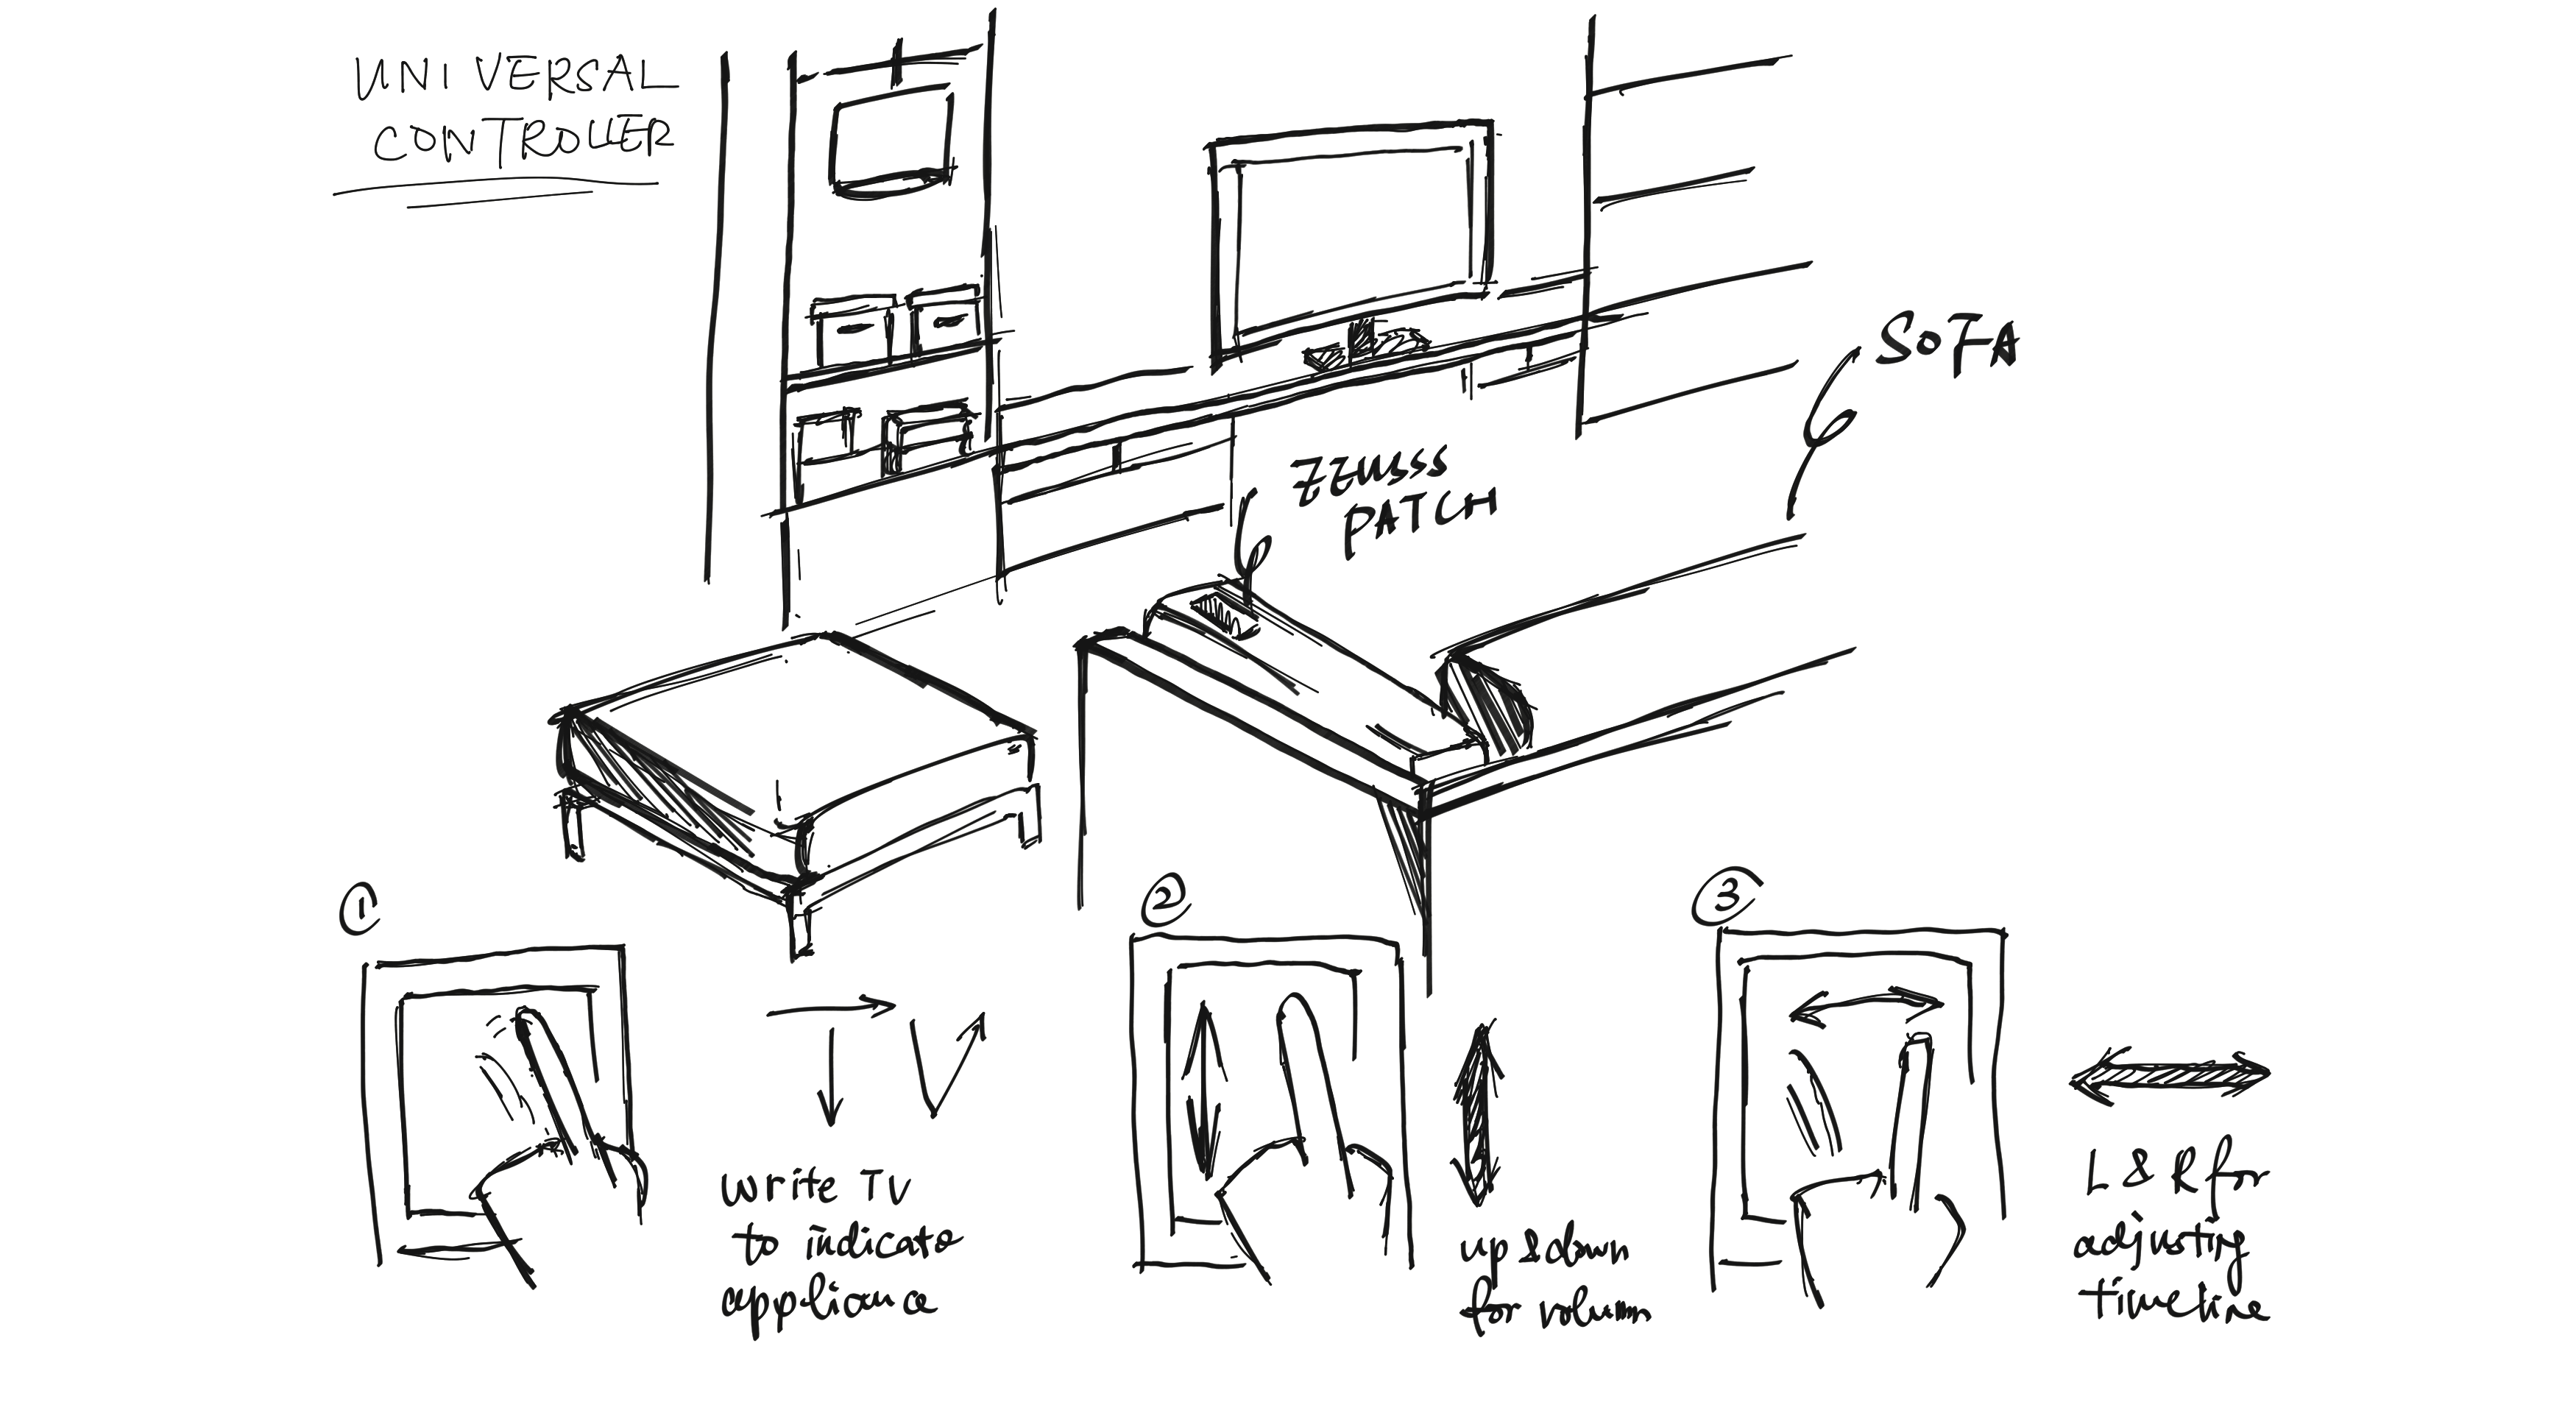 UNIVERSAL
CONTROLLER
SOFA
ZEUSSS
PATCH
1
write TV
to indicate
appliance
2
up & down
for volumn
3
L & R for
adjusting
timeline